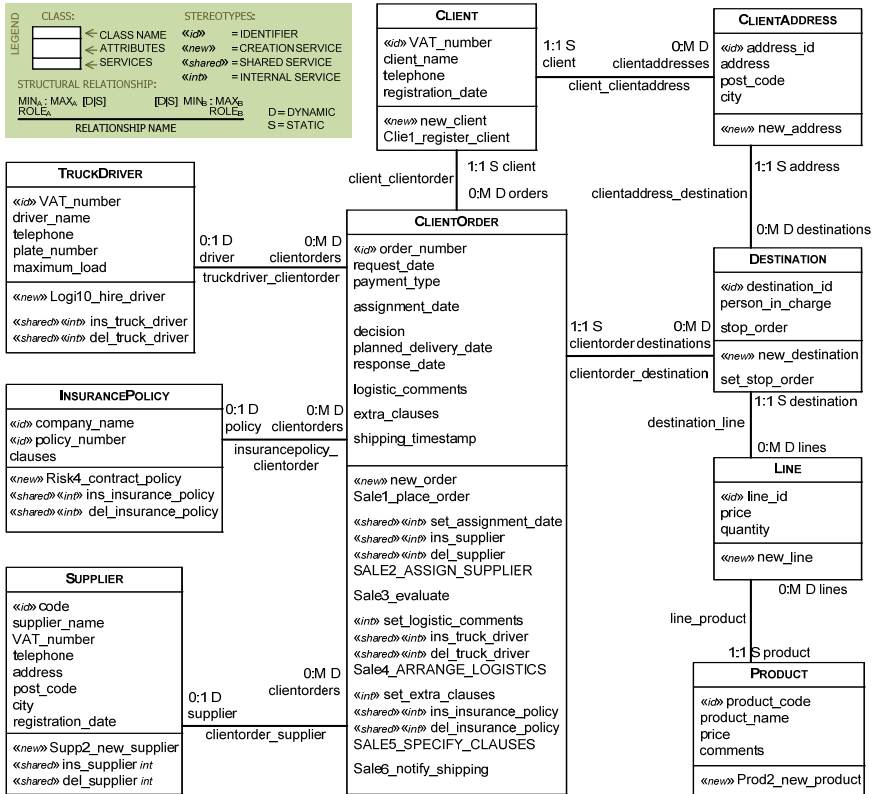 LEGEND
CLASS:
CLASS NAME
ATTRIBUTES
SERVICES
STEREOTYPES:
«id» = IDENTIFIER
«new» = CREATION SERVICE
«shared» = SHARED SERVICE
«int» = INTERNAL SERVICE
STRUCTURAL RELATIONSHIP:
MINA : MAXA [D|S] [D|S] MINB : MAXB
ROLEA ROLEB
RELATIONSHIP NAME
D = DYNAMIC
S = STATIC
CLIENT
«id» VAT_number
client_name
telephone
registration_date
«new» new_client
Clie1_register_client
1:1 S 0:M D
client clientaddresses
client_clientaddress
CLIENTADDRESS
«id» address_id
address
post_code
city
«new» new_address
client_clientorder
1:1 S client
0:M D orders
1:1 S address
clientaddress_destination
0:M D destinations
TRUCKDRIVER
«id» VAT_number
driver_name
telephone
plate_number
maximum_load
«new» Logi10_hire_driver
«shared» «int» ins_truck_driver
«shared» «int» del_truck_driver
0:1 D 0:M D
driver clientorders
truckdriver_clientorder
CLIENTORDER
«id» order_number
request_date
payment_type
assignment_date
decision
planned_delivery_date
response_date
logistic_comments
extra_clauses
shipping_timestamp
«new» new_order
Sale1_place_order
«shared» «int» set_assignment_date
«shared» «int» ins_supplier
«shared» «int» del_supplier
SALE2_ASSIGN_SUPPLIER
Sale3_evaluate
«int» set_logistic_comments
«shared» «int» ins_truck_driver
«shared» «int» del_truck_driver
Sale4_ARRANGE_LOGISTICS
«int» set_extra_clauses
«shared» «int» ins_insurance_policy
«shared» «int» del_insurance_policy
SALE5_SPECIFY_CLAUSES
Sale6_notify_shipping
1:1 S 0:M D
clientorder destinations
clientorder_destination
DESTINATION
«id» destination_id
person_in_charge
stop_order
«new» new_destination
set_stop_order
1:1 S destination
destination_line
0:M D lines
INSURANCEPOLICY
«id» company_name
«id» policy_number
clauses
«new» Risk4_contract_policy
«shared» «int» ins_insurance_policy
«shared» «int» del_insurance_policy
0:1 D 0:M D
policy clientorders
insurancepolicy_
clientorder
LINE
«id» line_id
price
quantity
«new» new_line
0:M D lines
line_product
1:1 S product
SUPPLIER
«id» code
supplier_name
VAT_number
telephone
address
post_code
city
registration_date
«new» Supp2_new_supplier
«shared» ins_supplier int
«shared» del_supplier int
0:1 D 0:M D
supplier clientorders
clientorder_supplier
PRODUCT
«id» product_code
product_name
price
comments
«new» Prod2_new_product